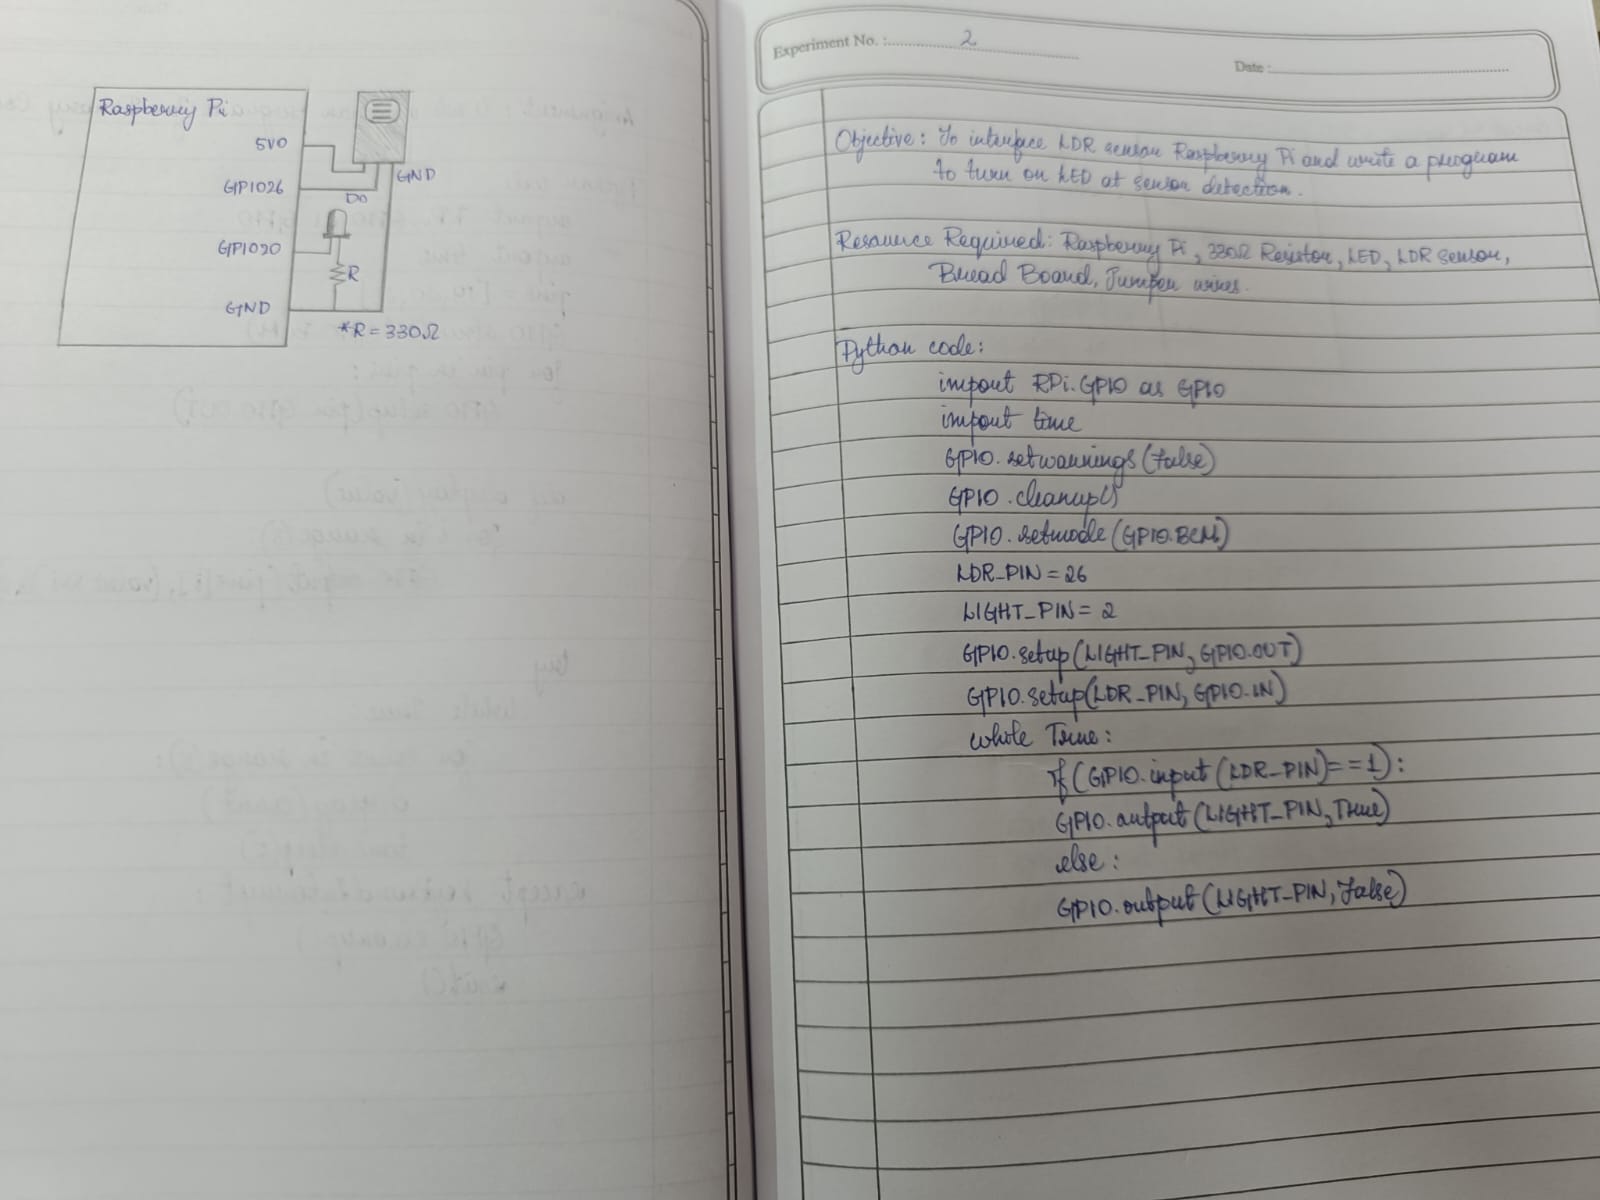 Raspberry Pi
5V0
GPIO26
GND
D0
GPIO20
R
GND
*R = 330Ω
Experiment No. : 2
Date :
Objective : To interface LDR sensor Raspberry Pi and write a program
to turn on LED at sensor detection.
Resource Required: Raspberry Pi, 330Ω Resistor, LED, LDR sensor,
Bread Board, Jumper wires.
Python code:
import RPi.GPIO as GPIO
import time
GPIO.setwarnings(False)
GPIO.cleanup()
GPIO.setmode(GPIO.BCM)
LDR_PIN = 26
LIGHT_PIN = 2
GPIO.setup(LIGHT_PIN, GPIO.OUT)
GPIO.setup(LDR_PIN, GPIO.IN)
while True:
if(GPIO.input(LDR_PIN)==1):
GPIO.output(LIGHT_PIN, True)
else:
GPIO.output(LIGHT_PIN, False)